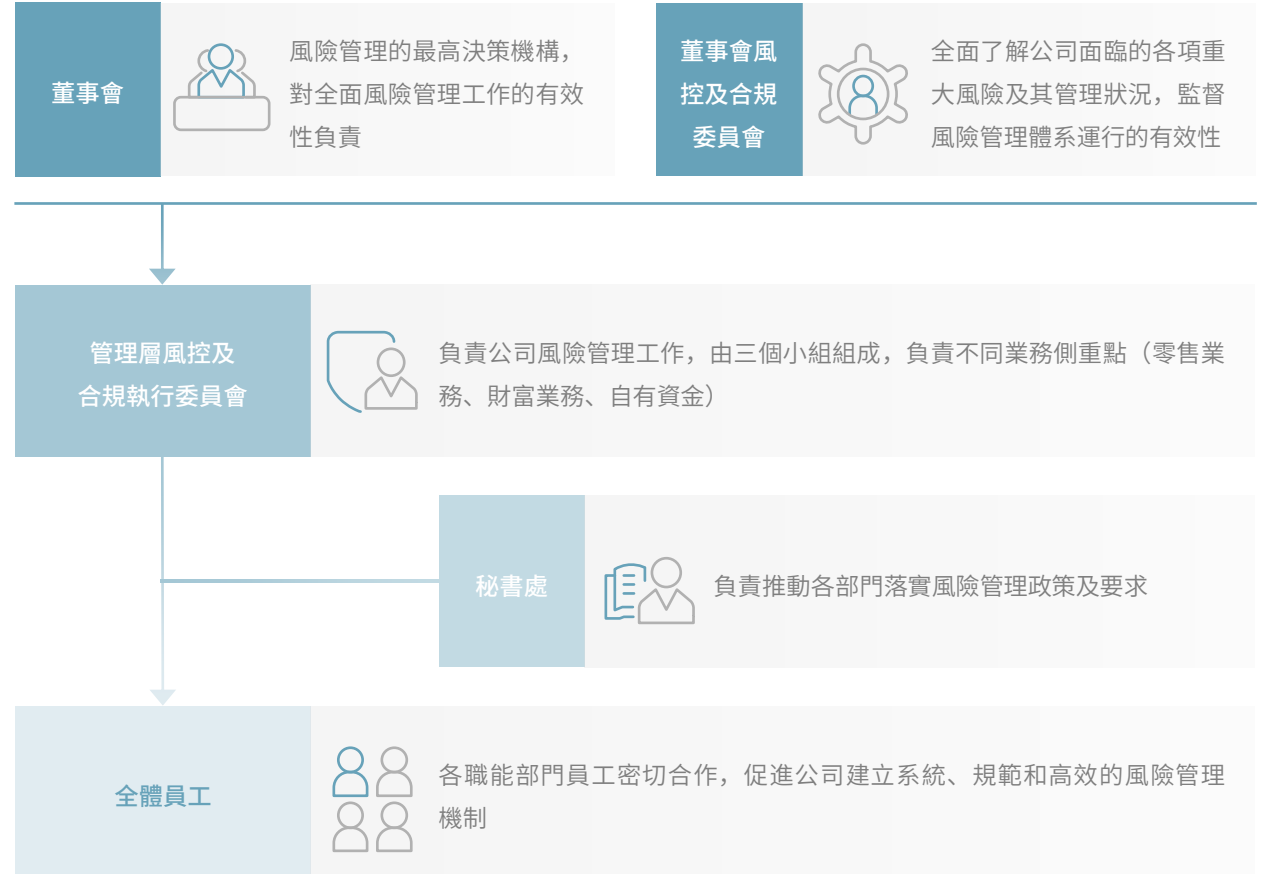 董事會
風險管理的最高決策機構，
對全面風險管理工作的有效
性負責
董事會風
控及合規
委員會
全面了解公司面臨的各項重
大風險及其管理狀況，監督
風險管理體系運行的有效性
管理層風控及
合規執行委員會
負責公司風險管理工作，由三個小組組成，負責不同業務側重點（零售業
務、財富業務、自有資金）
秘書處
負責推動各部門落實風險管理政策及要求
全體員工
各職能部門員工密切合作，促進公司建立系統、規範和高效的風險管理
機制